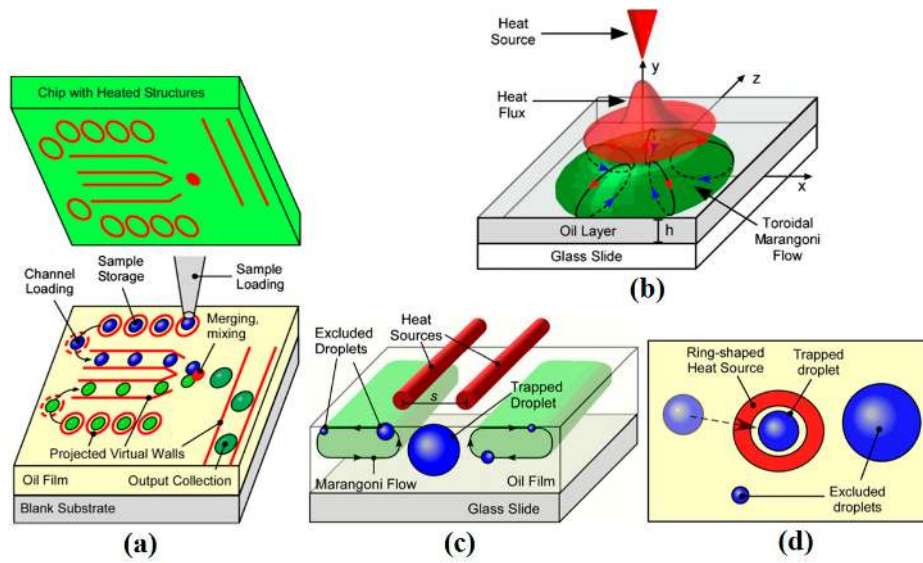 Chip with Heated Structures
Channel
Loading
Sample
Storage
Sample
Loading
Merging,
mixing
Projected Virtual Walls
Output Collection
Oil Film
Blank Substrate
(a)
Heat
Source
Heat
Flux
y
z
x
Oil Layer
h
Glass Slide
Toroidal
Marangoni
Flow
(b)
Excluded
Droplets
Heat
Sources
s
Trapped
Droplet
Marangoni Flow
Oil Film
Glass Slide
(c)
Ring-shaped
Heat Source
Trapped
droplet
Excluded
droplets
(d)